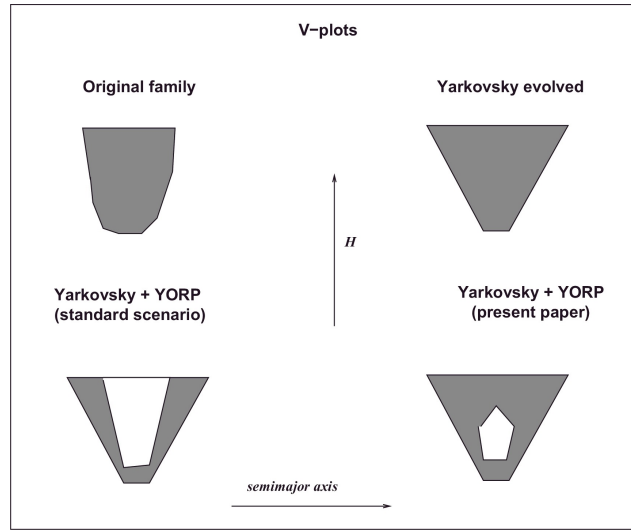 V−plots
Original family
Yarkovsky evolved
H
Yarkovsky + YORP
(standard scenario)
Yarkovsky + YORP
(present paper)
semimajor axis